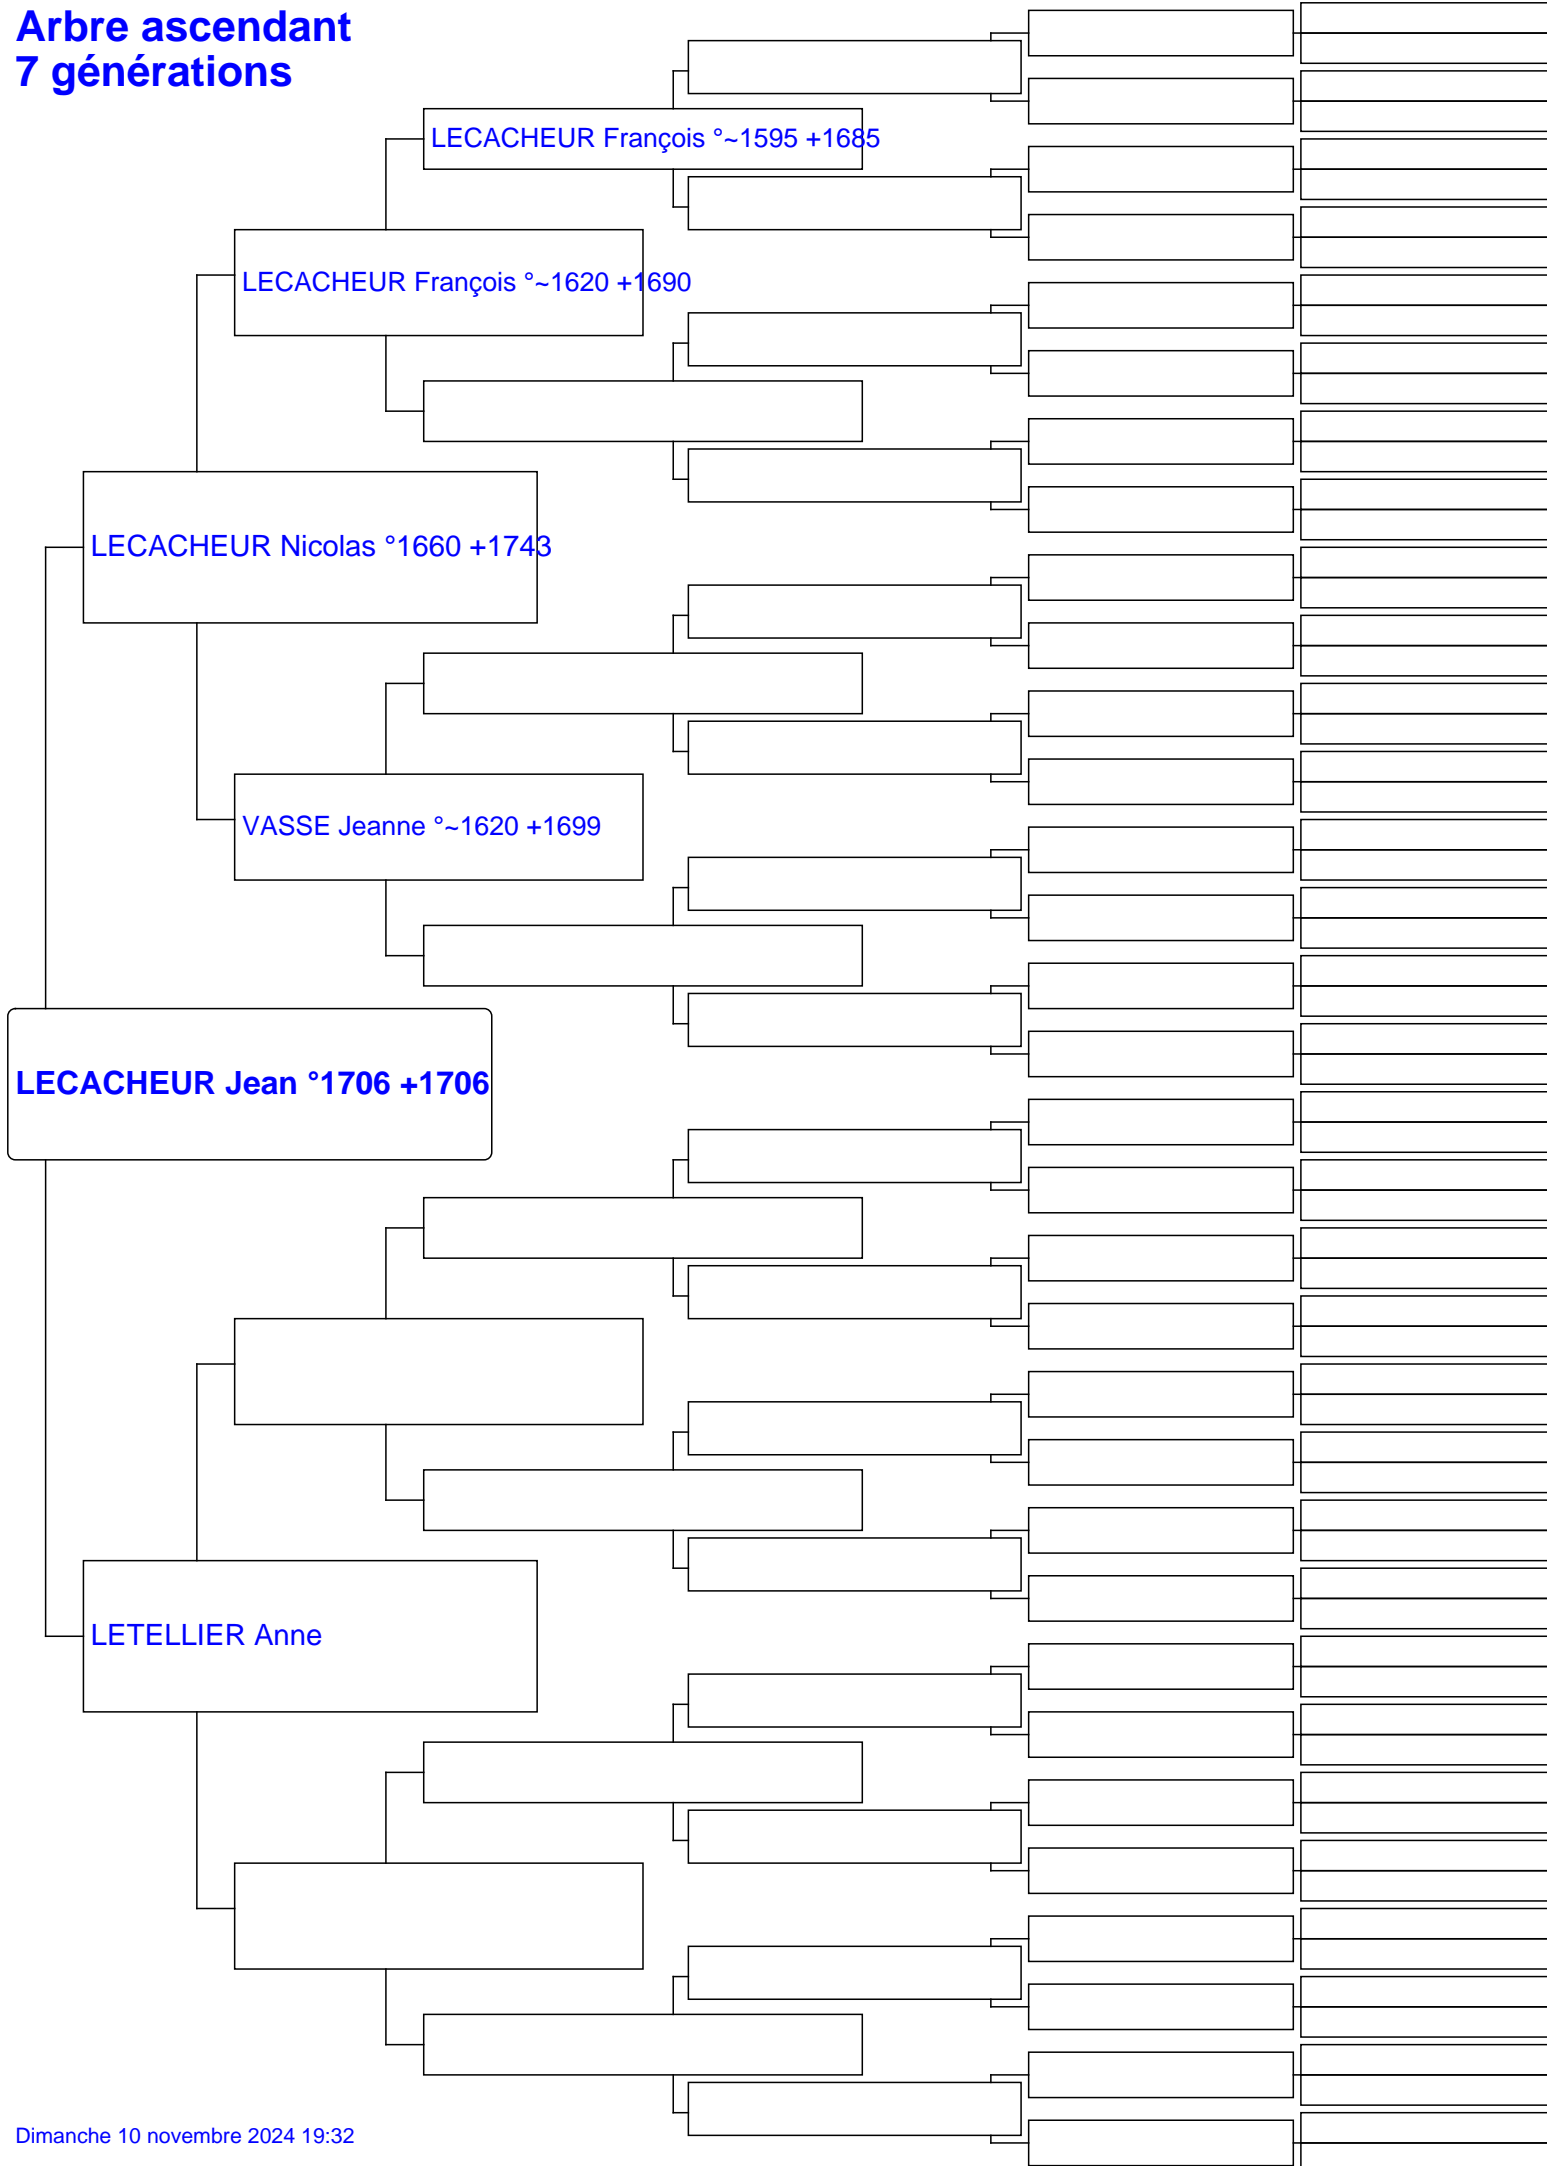 Arbre ascendant
7 générations
LECACHEUR François °~1595 +1685
LECACHEUR François °~1620 +1690
LECACHEUR Nicolas °1660 +1743
VASSE Jeanne °~1620 +1699
LECACHEUR Jean °1706 +1706
LETELLIER Anne
Dimanche 10 novembre 2024 19:32